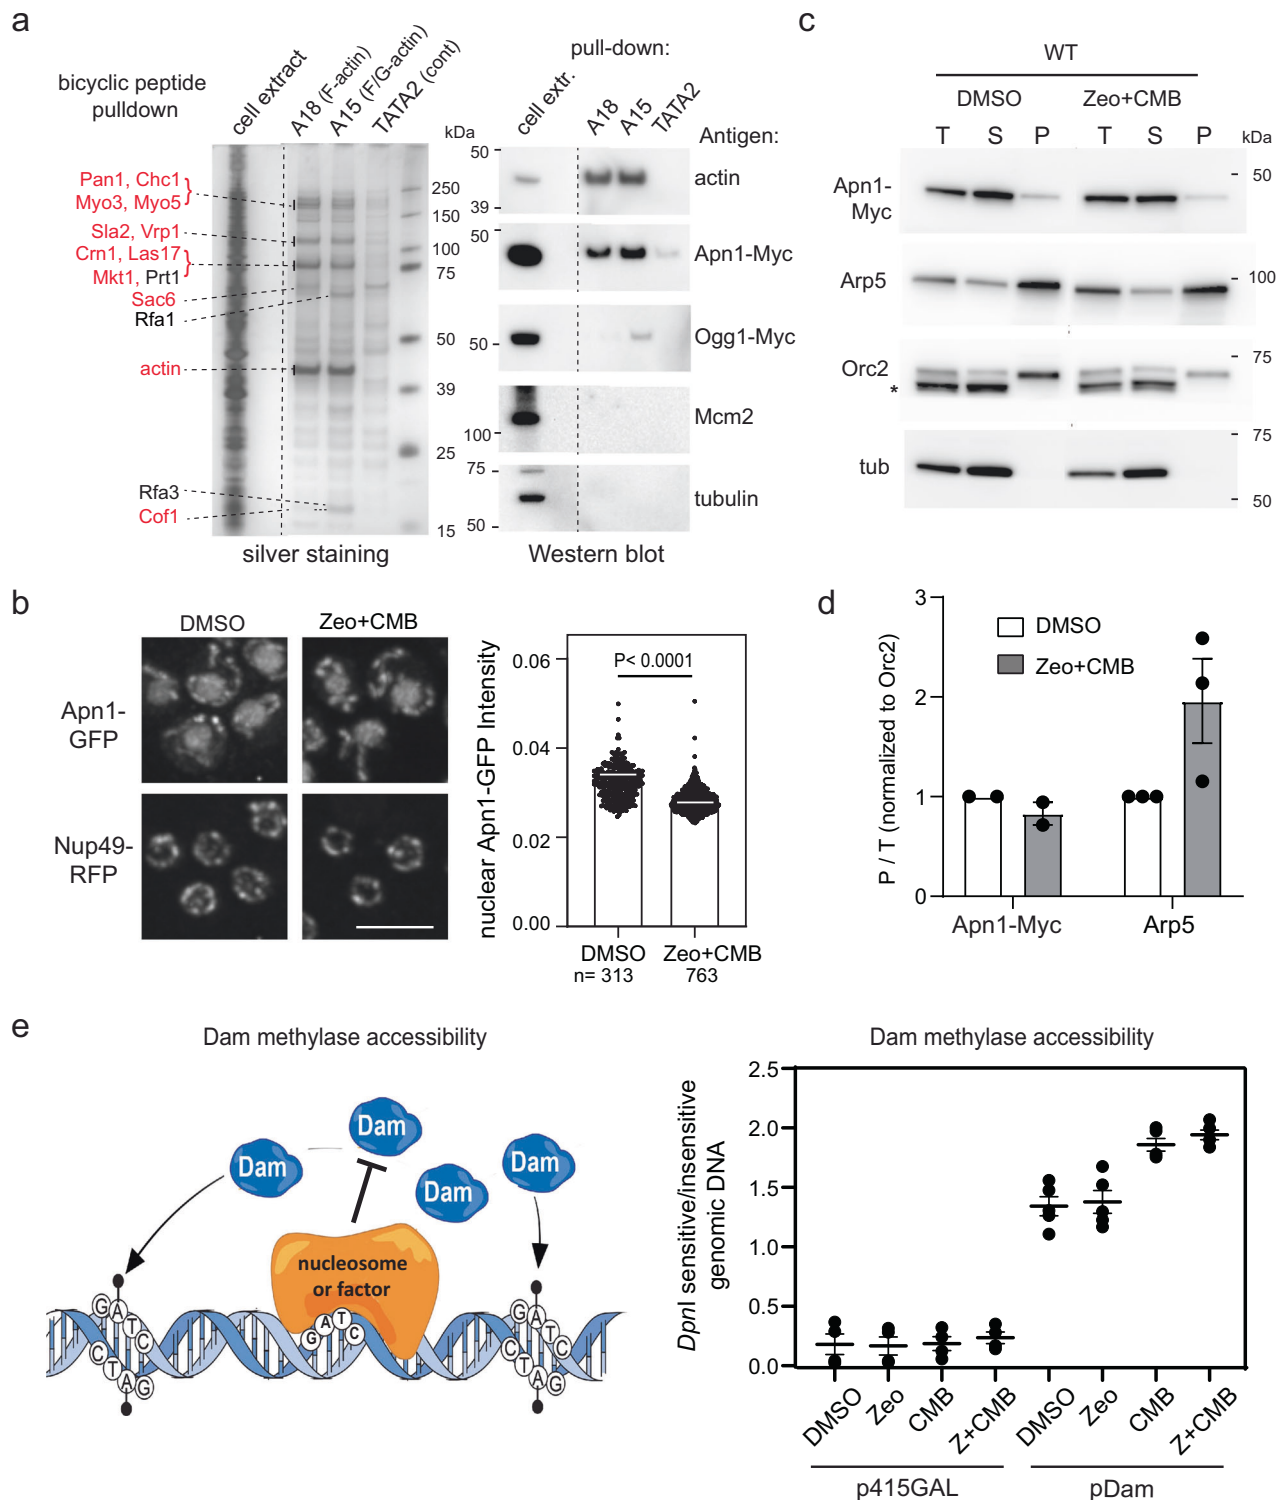 a
bicyclic peptide
pulldown
cell extract
A18 (F-actin)
A15 (F/G-actin)
TATA2 (cont)
kDa
Pan1, Chc1
Myo3, Myo5
Sla2, Vrp1
Crn1, Las17
Mkt1, Prt1
Sac6
Rfa1
actin
Rfa3
Cof1
250
150
100
75
50
39
25
15
silver staining
pull-down:
cell extr.
A18
A15
TATA2
Antigen:
50
actin
39
50
Apn1-Myc
Ogg1-Myc
Mcm2
100
75
tubulin
50
Western blot
c
WT
DMSO
Zeo+CMB
T S P T S P
kDa
Apn1-
Myc
50
Arp5
100
Orc2
*
75
tub
75
50
b
DMSO
Zeo+CMB
Apn1-
GFP
Nup49-
RFP
nuclear Apn1-GFP Intensity
0.06
0.04
0.02
0.00
P< 0.0001
DMSO Zeo+CMB
n= 313 763
d
P / T (normalized to Orc2)
3
2
1
0
DMSO
Zeo+CMB
Apn1-Myc Arp5
e
Dam methylase accessibility
Dam
Dam
Dam
Dam
nucleosome
or factor
GATC
CTAG
GATC
GATC
CTAG
Dam methylase accessibility
DpnI sensitive/insensitive
genomic DNA
2.5
2.0
1.5
1.0
0.5
0.0
DMSO Zeo CMB Z+CMB DMSO Zeo CMB Z+CMB
p415GAL pDam